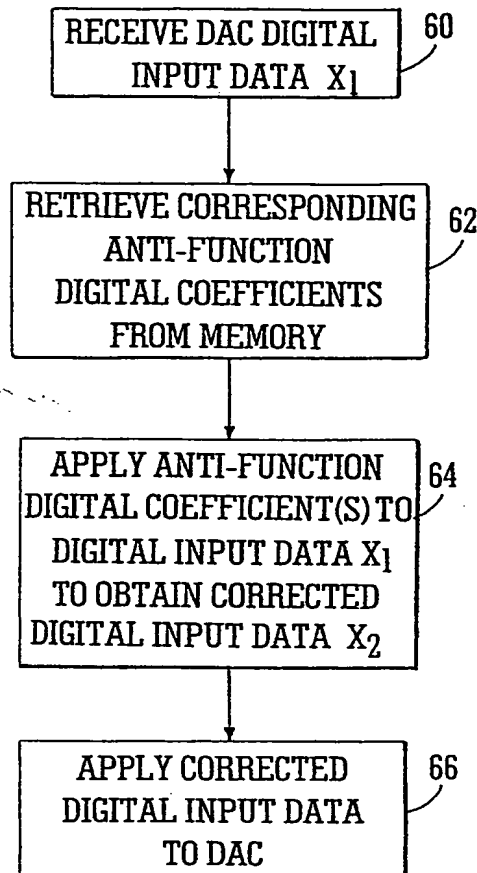 RECEIVE DAC DIGITAL
INPUT DATA X1
60
RETRIEVE CORRESPONDING
ANTI-FUNCTION
DIGITAL COEFFICIENTS
FROM MEMORY
62
APPLY ANTI-FUNCTION
DIGITAL COEFFICIENT(S) TO
DIGITAL INPUT DATA X1
TO OBTAIN CORRECTED
DIGITAL INPUT DATA X2
64
APPLY CORRECTED
DIGITAL INPUT DATA
TO DAC
66